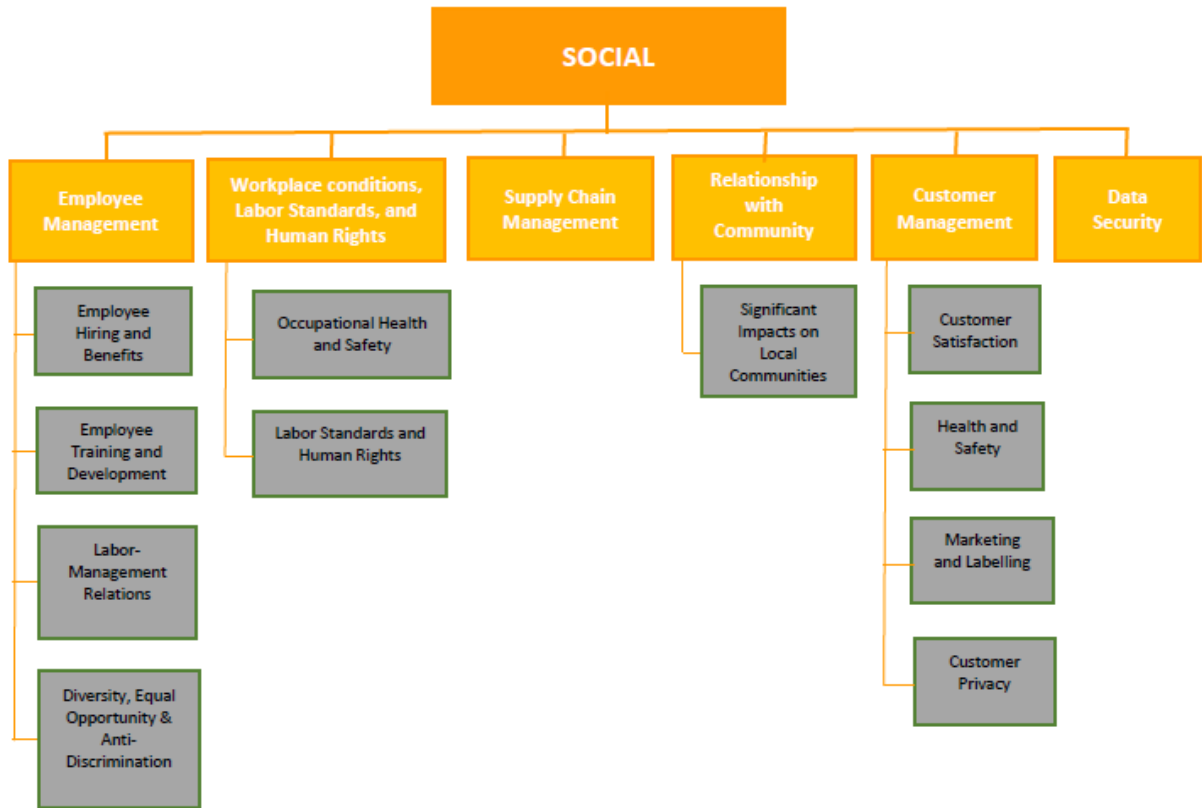 SOCIAL
Employee
Management
Workplace conditions,
Labor Standards, and
Human Rights
Supply Chain
Management
Relationship
with
Community
Customer
Management
Data
Security
Employee
Hiring and
Benefits
Employee
Training and
Development
Labor-
Management
Relations
Diversity, Equal
Opportunity &
Anti-
Discrimination
Occupational Health
and Safety
Labor Standards and
Human Rights
Significant
Impacts on
Local
Communities
Customer
Satisfaction
Health and
Safety
Marketing
and Labelling
Customer
Privacy